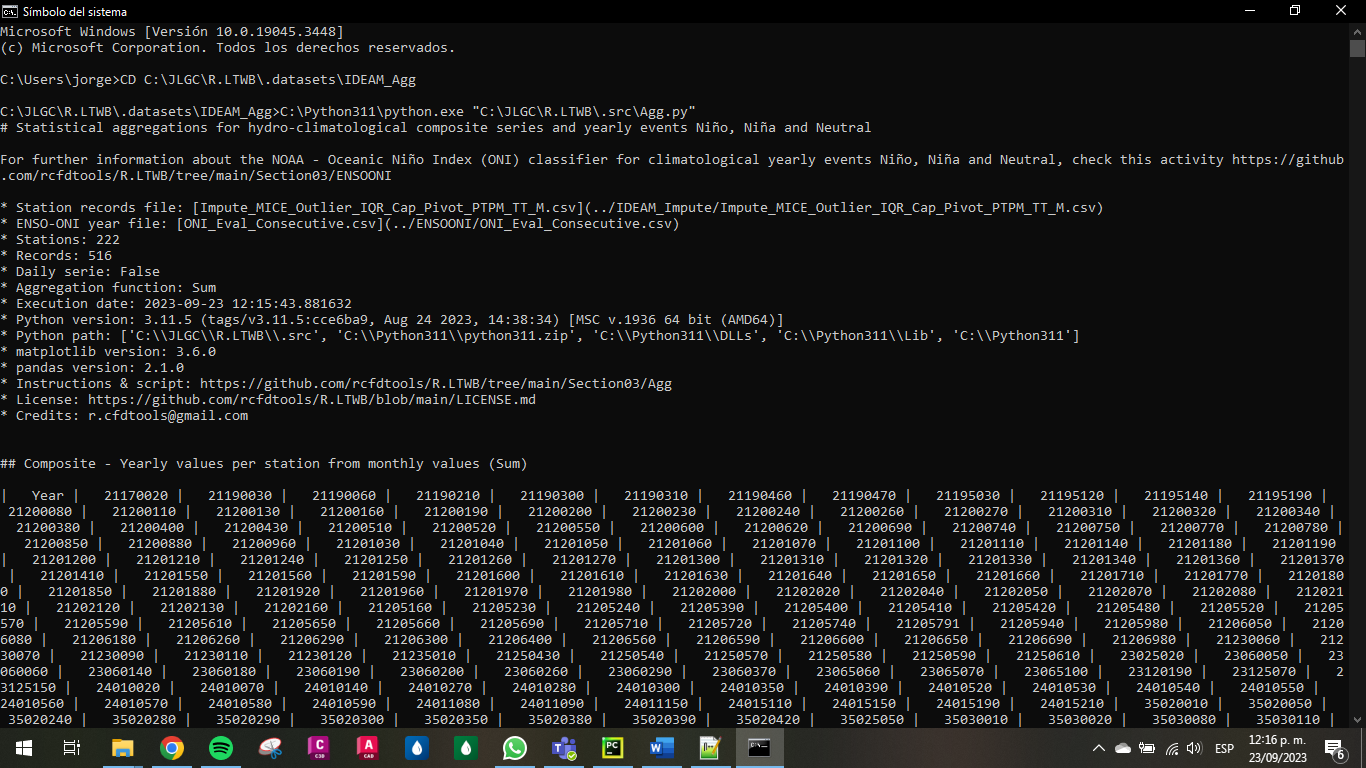 Símbolo del sistema
Microsoft Windows [Versión 10.0.19045.3448]
(c) Microsoft Corporation. Todos los derechos reservados.
C:\Users\jorge>CD C:\JLGC\R.LTWB\.datasets\IDEAM_Agg
C:\JLGC\R.LTWB\.datasets\IDEAM_Agg>C:\Python311\python.exe "C:\JLGC\R.LTWB\.src\Agg.py"
# Statistical aggregations for hydro-climatological composite series and yearly events Niño, Niña and Neutral
For further information about the NOAA - Oceanic Niño Index (ONI) classifier for climatological yearly events Niño, Niña and Neutral, check this activity https://github
.com/rcfdtools/R.LTWB/tree/main/Section03/ENSOONI
* Station records file: [Impute_MICE_Outlier_IQR_Cap_Pivot_PTPM_TT_M.csv](../IDEAM_Impute/Impute_MICE_Outlier_IQR_Cap_Pivot_PTPM_TT_M.csv)
* ENSO-ONI year file: [ONI_Eval_Consecutive.csv](../ENSOONI/ONI_Eval_Consecutive.csv)
* Stations: 222
* Records: 516
* Daily serie: False
* Aggregation function: Sum
* Execution date: 2023-09-23 12:15:43.881632
* Python version: 3.11.5 (tags/v3.11.5:cce6ba9, Aug 24 2023, 14:38:34) [MSC v.1936 64 bit (AMD64)]
* Python path: ['C:\\JLGC\\R.LTWB\\.src', 'C:\\Python311\\python311.zip', 'C:\\Python311\\DLLs', 'C:\\Python311\\Lib', 'C:\\Python311']
* matplotlib version: 3.6.0
* pandas version: 2.1.0
* Instructions & script: https://github.com/rcfdtools/R.LTWB/tree/main/Section03/Agg
* License: https://github.com/rcfdtools/R.LTWB/blob/main/LICENSE.md
* Credits: r.cfdtools@gmail.com
## Composite - Yearly values per station from monthly values (Sum)
| Year | 21170020 | 21190030 | 21190060 | 21190210 | 21190300 | 21190310 | 21190460 | 21190470 | 21195030 | 21195120 | 21195140 | 21195190 |
21200080 | 21200110 | 21200130 | 21200160 | 21200190 | 21200200 | 21200230 | 21200240 | 21200260 | 21200270 | 21200310 | 21200320 | 21200340 |
21200380 | 21200400 | 21200430 | 21200510 | 21200520 | 21200550 | 21200600 | 21200620 | 21200690 | 21200740 | 21200750 | 21200770 | 21200780 |
21200850 | 21200880 | 21200960 | 21201030 | 21201040 | 21201050 | 21201060 | 21201070 | 21201100 | 21201110 | 21201140 | 21201180 | 21201190
| 21201200 | 21201210 | 21201240 | 21201250 | 21201260 | 21201270 | 21201300 | 21201310 | 21201320 | 21201330 | 21201340 | 21201360 | 21201370
| 21201410 | 21201550 | 21201560 | 21201590 | 21201600 | 21201610 | 21201630 | 21201640 | 21201650 | 21201660 | 21201710 | 21201770 | 2120180
0 | 21201850 | 21201880 | 21201920 | 21201960 | 21201970 | 21201980 | 21202000 | 21202020 | 21202040 | 21202050 | 21202070 | 21202080 | 212021
10 | 21202120 | 21202130 | 21202160 | 21205160 | 21205230 | 21205240 | 21205390 | 21205400 | 21205410 | 21205420 | 21205480 | 21205520 | 21205
570 | 21205590 | 21205610 | 21205650 | 21205660 | 21205690 | 21205710 | 21205720 | 21205740 | 21205791 | 21205940 | 21205980 | 21206050 | 2120
6080 | 21206180 | 21206260 | 21206290 | 21206300 | 21206400 | 21206560 | 21206590 | 21206600 | 21206650 | 21206690 | 21206980 | 21230060 | 212
30070 | 21230090 | 21230110 | 21230120 | 21235010 | 21250430 | 21250540 | 21250570 | 21250580 | 21250590 | 21250610 | 23025020 | 23060050 | 23
060060 | 23060140 | 23060180 | 23060190 | 23060200 | 23060260 | 23060290 | 23060370 | 23065060 | 23065070 | 23065100 | 23120190 | 23125070 | 2
3125150 | 24010020 | 24010070 | 24010140 | 24010270 | 24010280 | 24010300 | 24010350 | 24010390 | 24010520 | 24010530 | 24010540 | 24010550 |
24010560 | 24010570 | 24010580 | 24010590 | 24011080 | 24011090 | 24011150 | 24015110 | 24015150 | 24015190 | 24015210 | 35020010 | 35020050 |
35020240 | 35020280 | 35020290 | 35020300 | 35020350 | 35020380 | 35020390 | 35020420 | 35025050 | 35030010 | 35030020 | 35030080 | 35030110 |
ESP
12:16 p. m.
23/09/2023
6